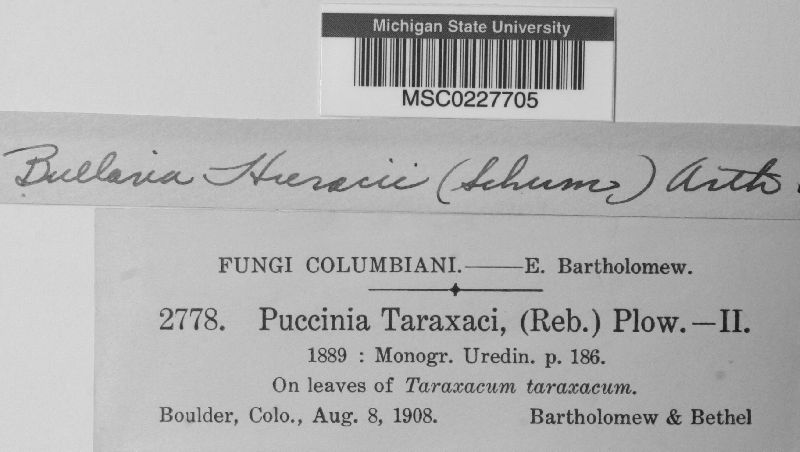 Michigan State University
MSC0227705
Bullaria Hieracii (Schum.) Arth.
FUNGI COLUMBIANI.——E. Bartholomew.
2778. Puccinia Taraxaci, (Reb.) Plow.—II.
1889 : Monogr. Uredin. p. 186.
On leaves of Taraxacum taraxacum.
Boulder, Colo., Aug. 8, 1908. Bartholomew & Bethel